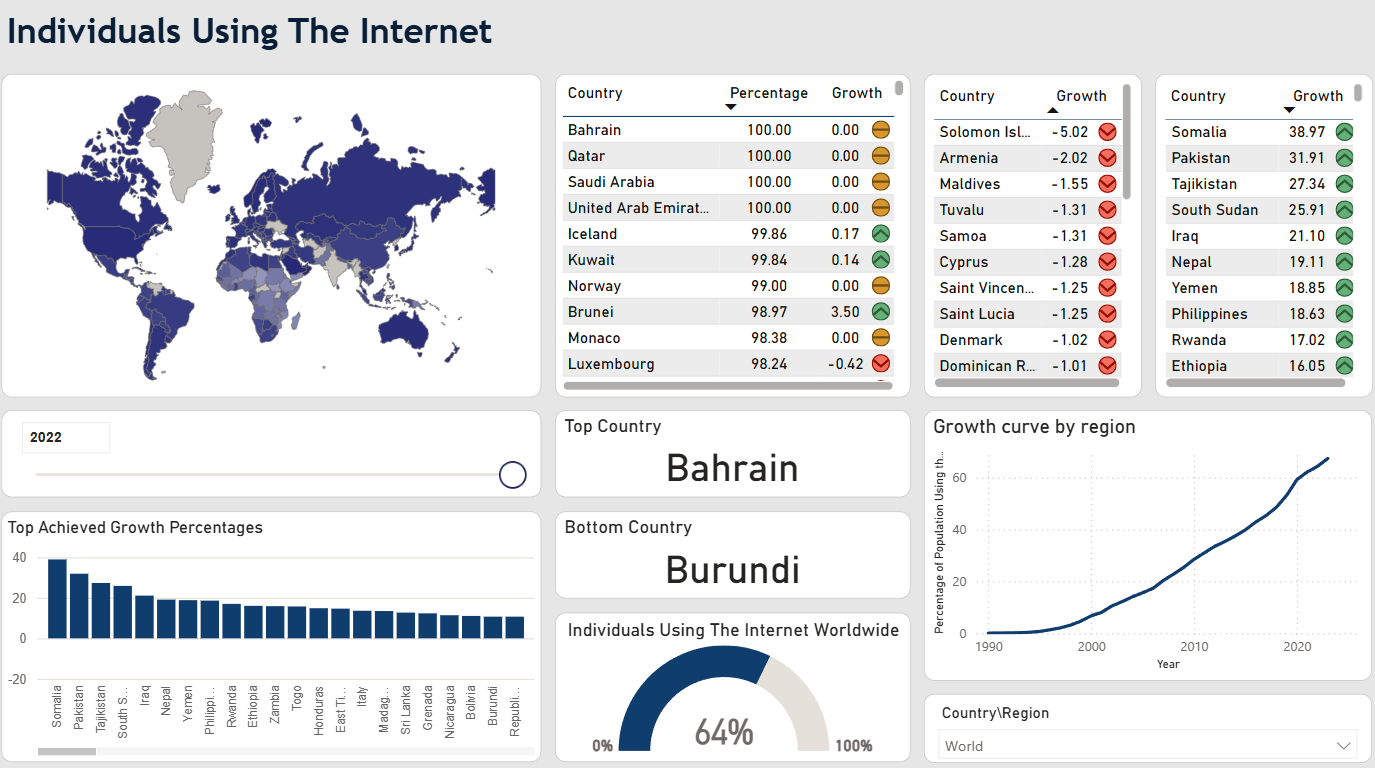 Individuals Using The Internet
Country Percentage Growth
Bahrain 100.00 0.00
Qatar 100.00 0.00
Saudi Arabia 100.00 0.00
United Arab Emirat... 100.00 0.00
Iceland 99.86 0.17
Kuwait 99.84 0.14
Norway 99.00 0.00
Brunei 98.97 3.50
Monaco 98.38 0.00
Luxembourg 98.24 -0.42
Country Growth
Solomon Isl... -5.02
Armenia -2.02
Maldives -1.55
Tuvalu -1.31
Samoa -1.31
Cyprus -1.28
Saint Vincen... -1.25
Saint Lucia -1.25
Denmark -1.02
Dominican R... -1.01
Country Growth
Somalia 38.97
Pakistan 31.91
Tajikistan 27.34
South Sudan 25.91
Iraq 21.10
Nepal 19.11
Yemen 18.85
Philippines 18.63
Rwanda 17.02
Ethiopia 16.05
2022
Top Country
Bahrain
Growth curve by region
Percentage of Population Using th...
60
40
20
0
1990 2000 2010 2020
Year
Top Achieved Growth Percentages
40
20
0
-20
Somalia
Pakistan
Tajikistan
South S...
Iraq
Nepal
Yemen
Philippi...
Rwanda
Ethiopia
Zambia
Togo
Honduras
East Ti...
Italy
Madag...
Sri Lanka
Grenada
Nicaragua
Bolivia
Burundi
Republi...
Bottom Country
Burundi
Individuals Using The Internet Worldwide
64%
0% 100%
Country\Region
World